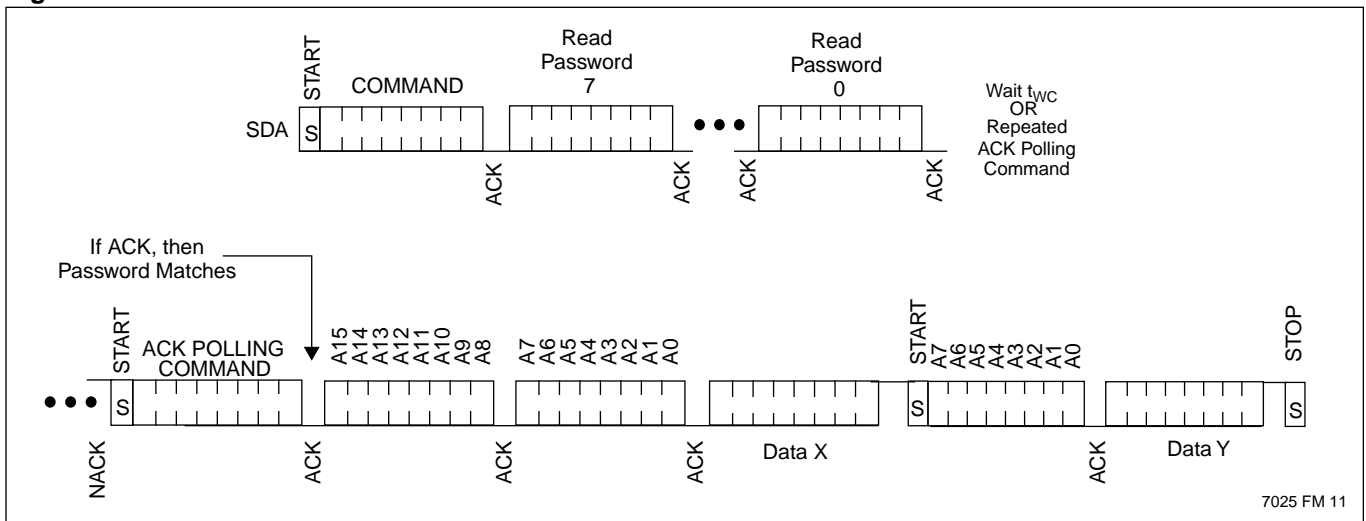 START
COMMAND
Read
Password
7
Read
Password
0
Wait tWC
OR
Repeated
ACK Polling
Command
SDA
S
ACK
ACK
ACK
ACK
If ACK, then
Password Matches
START
ACK POLLING
COMMAND
A15
A14
A13
A12
A11
A10
A9
A8
A7
A6
A5
A4
A3
A2
A1
A0
START
A7
A6
A5
A4
A3
A2
A1
A0
STOP
S
S
S
NACK
ACK
ACK
ACK
Data X
ACK
Data Y
7025 FM 11